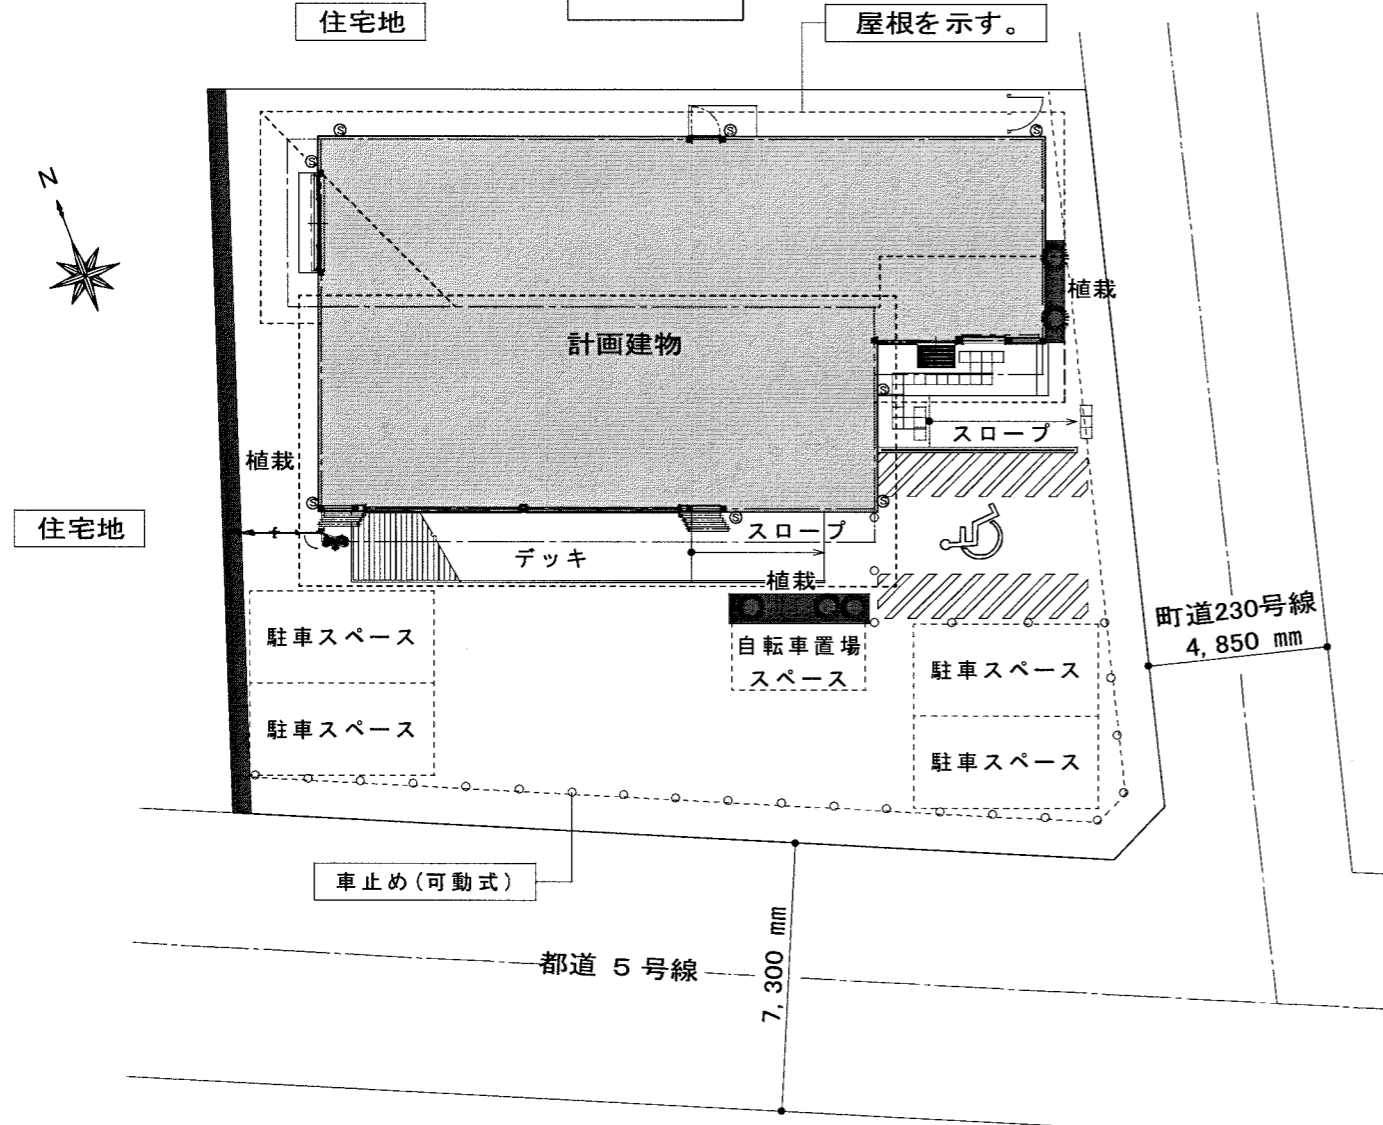 住宅地
屋根を示す。
N
植栽
計画建物
スロープ
植栽
住宅地
スロープ
デッキ
植栽
駐車スペース
自転車置場
スペース
駐車スペース
町道230号線
4,850 mm
駐車スペース
駐車スペース
車止め(可動式)
都道 5 号線
7,300 mm